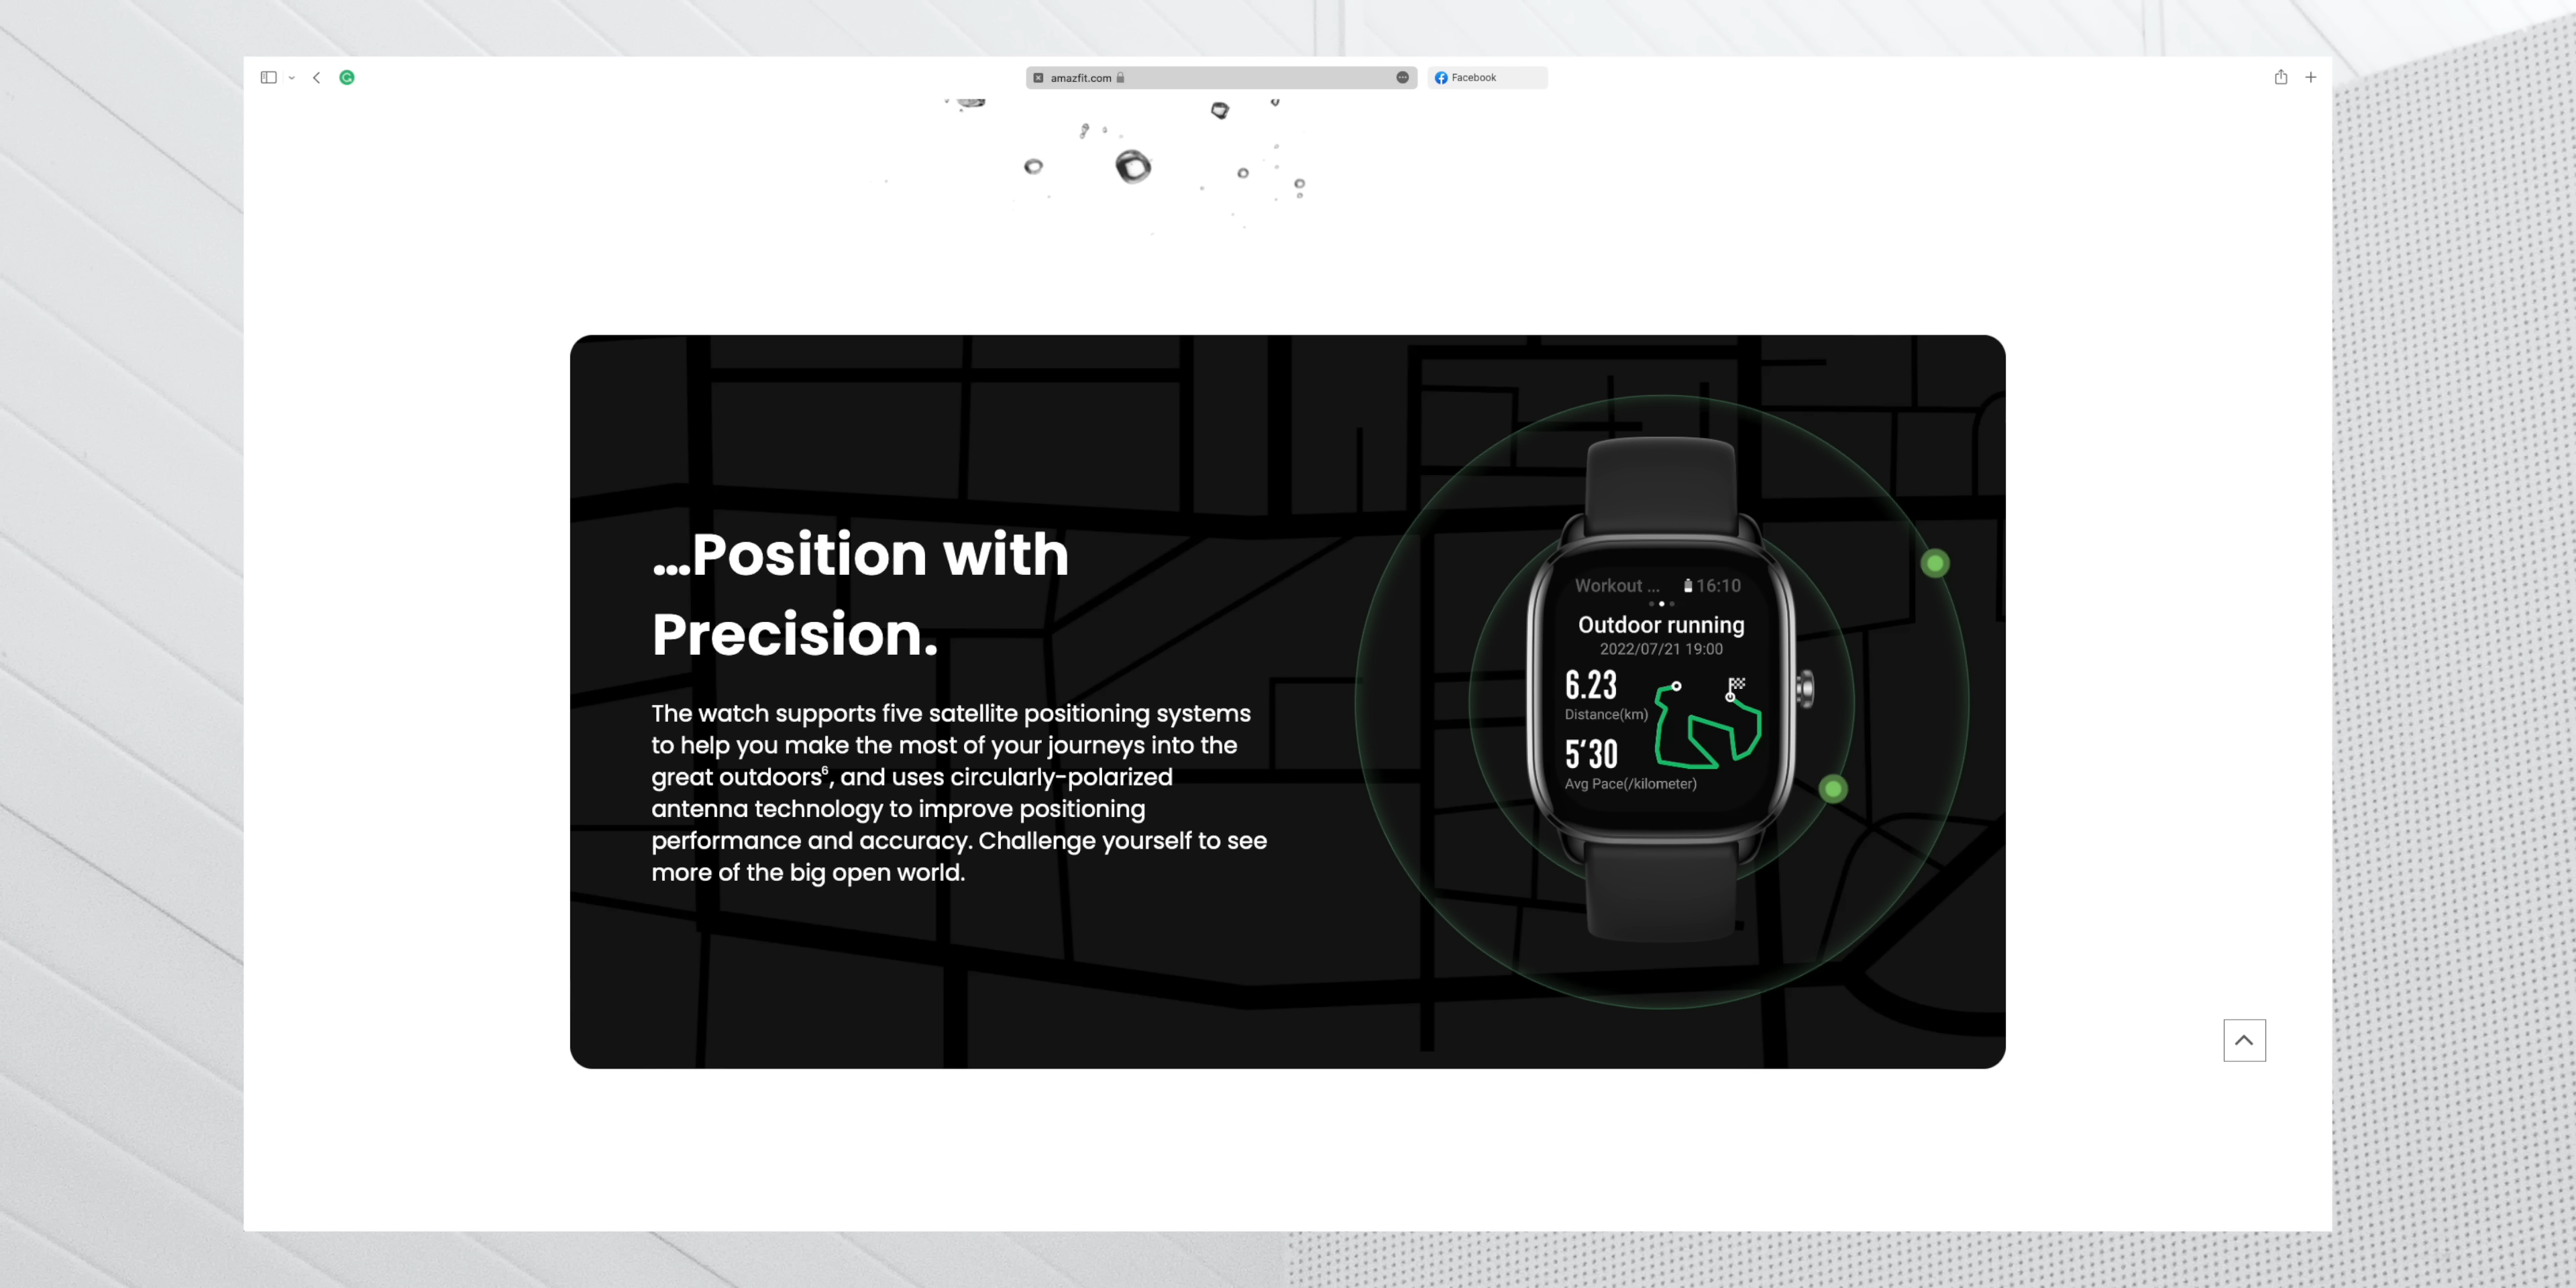 amazfit.com
Facebook
...Position with
Precision.
The watch supports five satellite positioning systems
to help you make the most of your journeys into the
great outdoors⁶, and uses circularly-polarized
antenna technology to improve positioning
performance and accuracy. Challenge yourself to see
more of the big open world.
Workout ... 16:10
Outdoor running
2022/07/21 19:00
6.23
Distance(km)
5'30
Avg Pace(/kilometer)